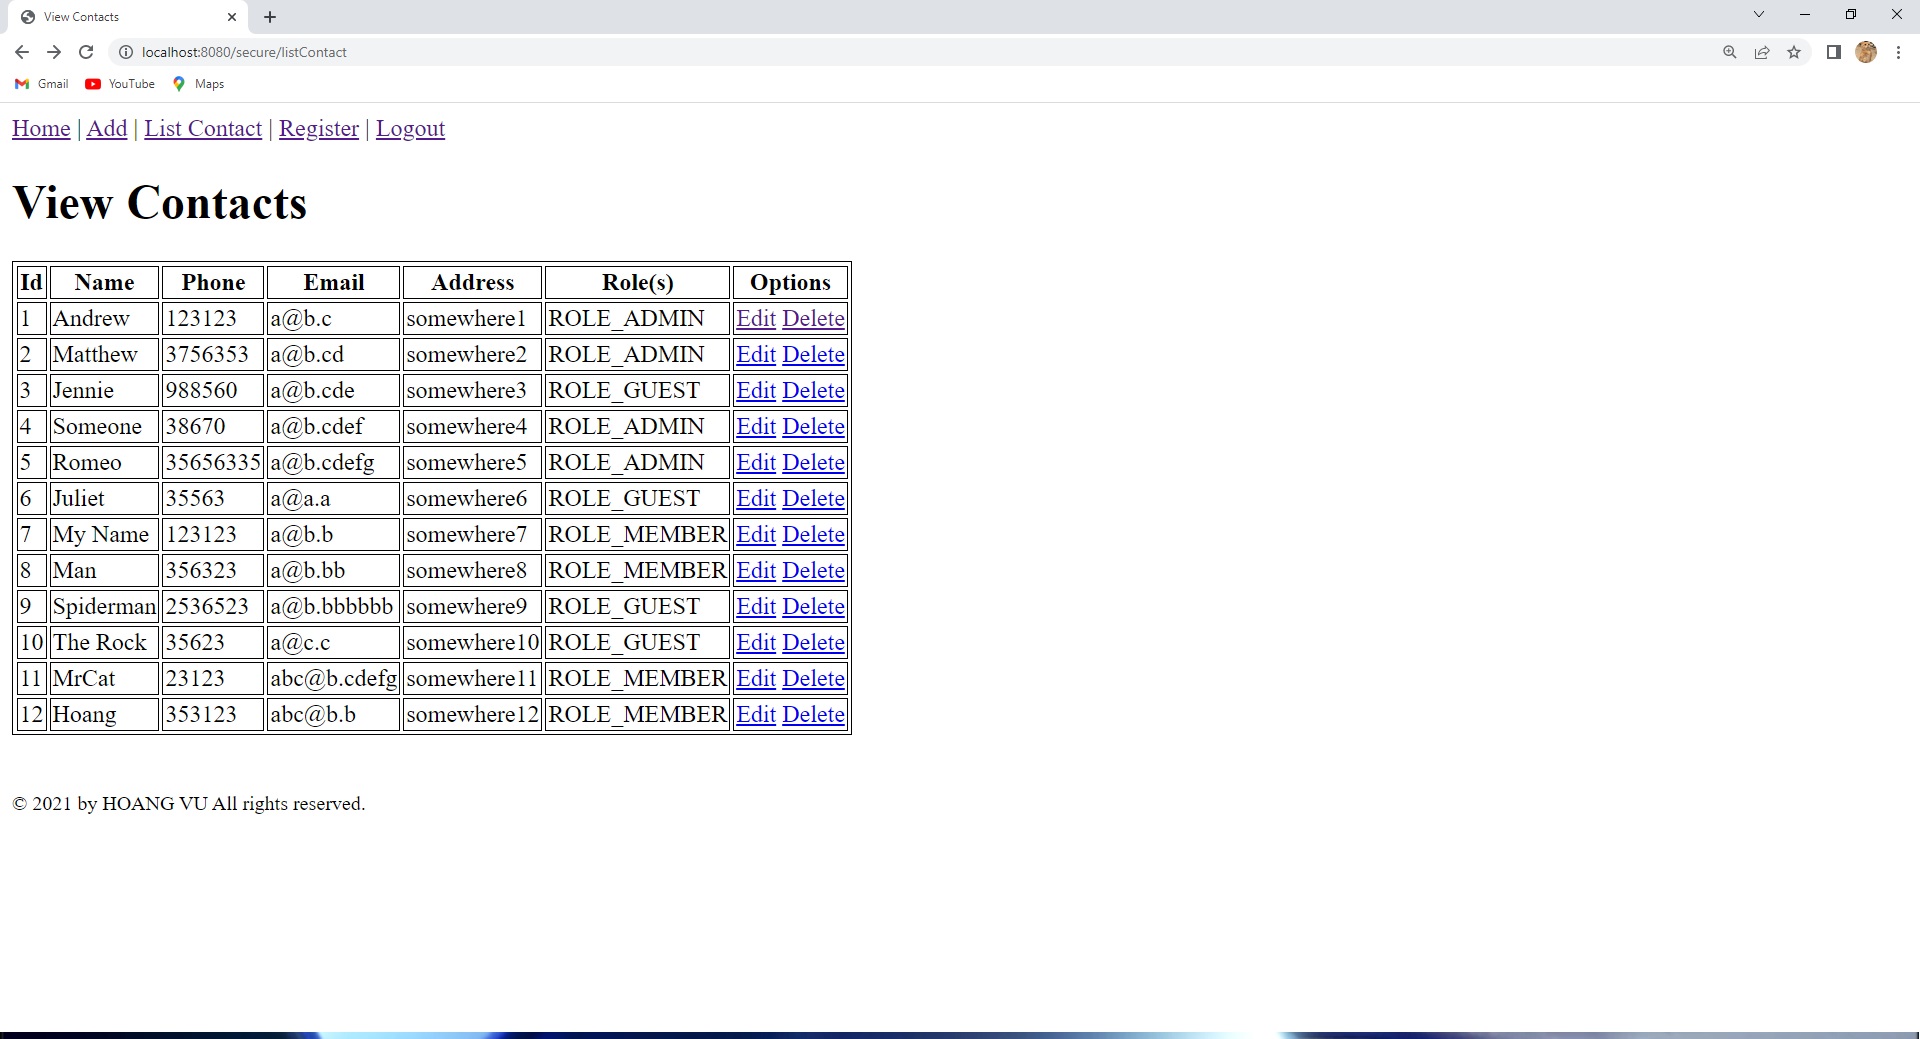 View Contacts
localhost:8080/secure/listContact
Gmail YouTube Maps
Home | Add | List Contact | Register | Logout
View Contacts
Id Name Phone Email Address Role(s) Options
1 Andrew 123123 a@b.c somewhere1 ROLE_ADMIN Edit Delete
2 Matthew 3756353 a@b.cd somewhere2 ROLE_ADMIN Edit Delete
3 Jennie 988560 a@b.cde somewhere3 ROLE_GUEST Edit Delete
4 Someone 38670 a@b.cdef somewhere4 ROLE_ADMIN Edit Delete
5 Romeo 35656335 a@b.cdefg somewhere5 ROLE_ADMIN Edit Delete
6 Juliet 35563 a@a.a somewhere6 ROLE_GUEST Edit Delete
7 My Name 123123 a@b.b somewhere7 ROLE_MEMBER Edit Delete
8 Man 356323 a@b.bb somewhere8 ROLE_MEMBER Edit Delete
9 Spiderman 2536523 a@b.bbbbbb somewhere9 ROLE_GUEST Edit Delete
10 The Rock 35623 a@c.c somewhere10 ROLE_GUEST Edit Delete
11 MrCat 23123 abc@b.cdefg somewhere11 ROLE_MEMBER Edit Delete
12 Hoang 353123 abc@b.b somewhere12 ROLE_MEMBER Edit Delete
© 2021 by HOANG VU All rights reserved.